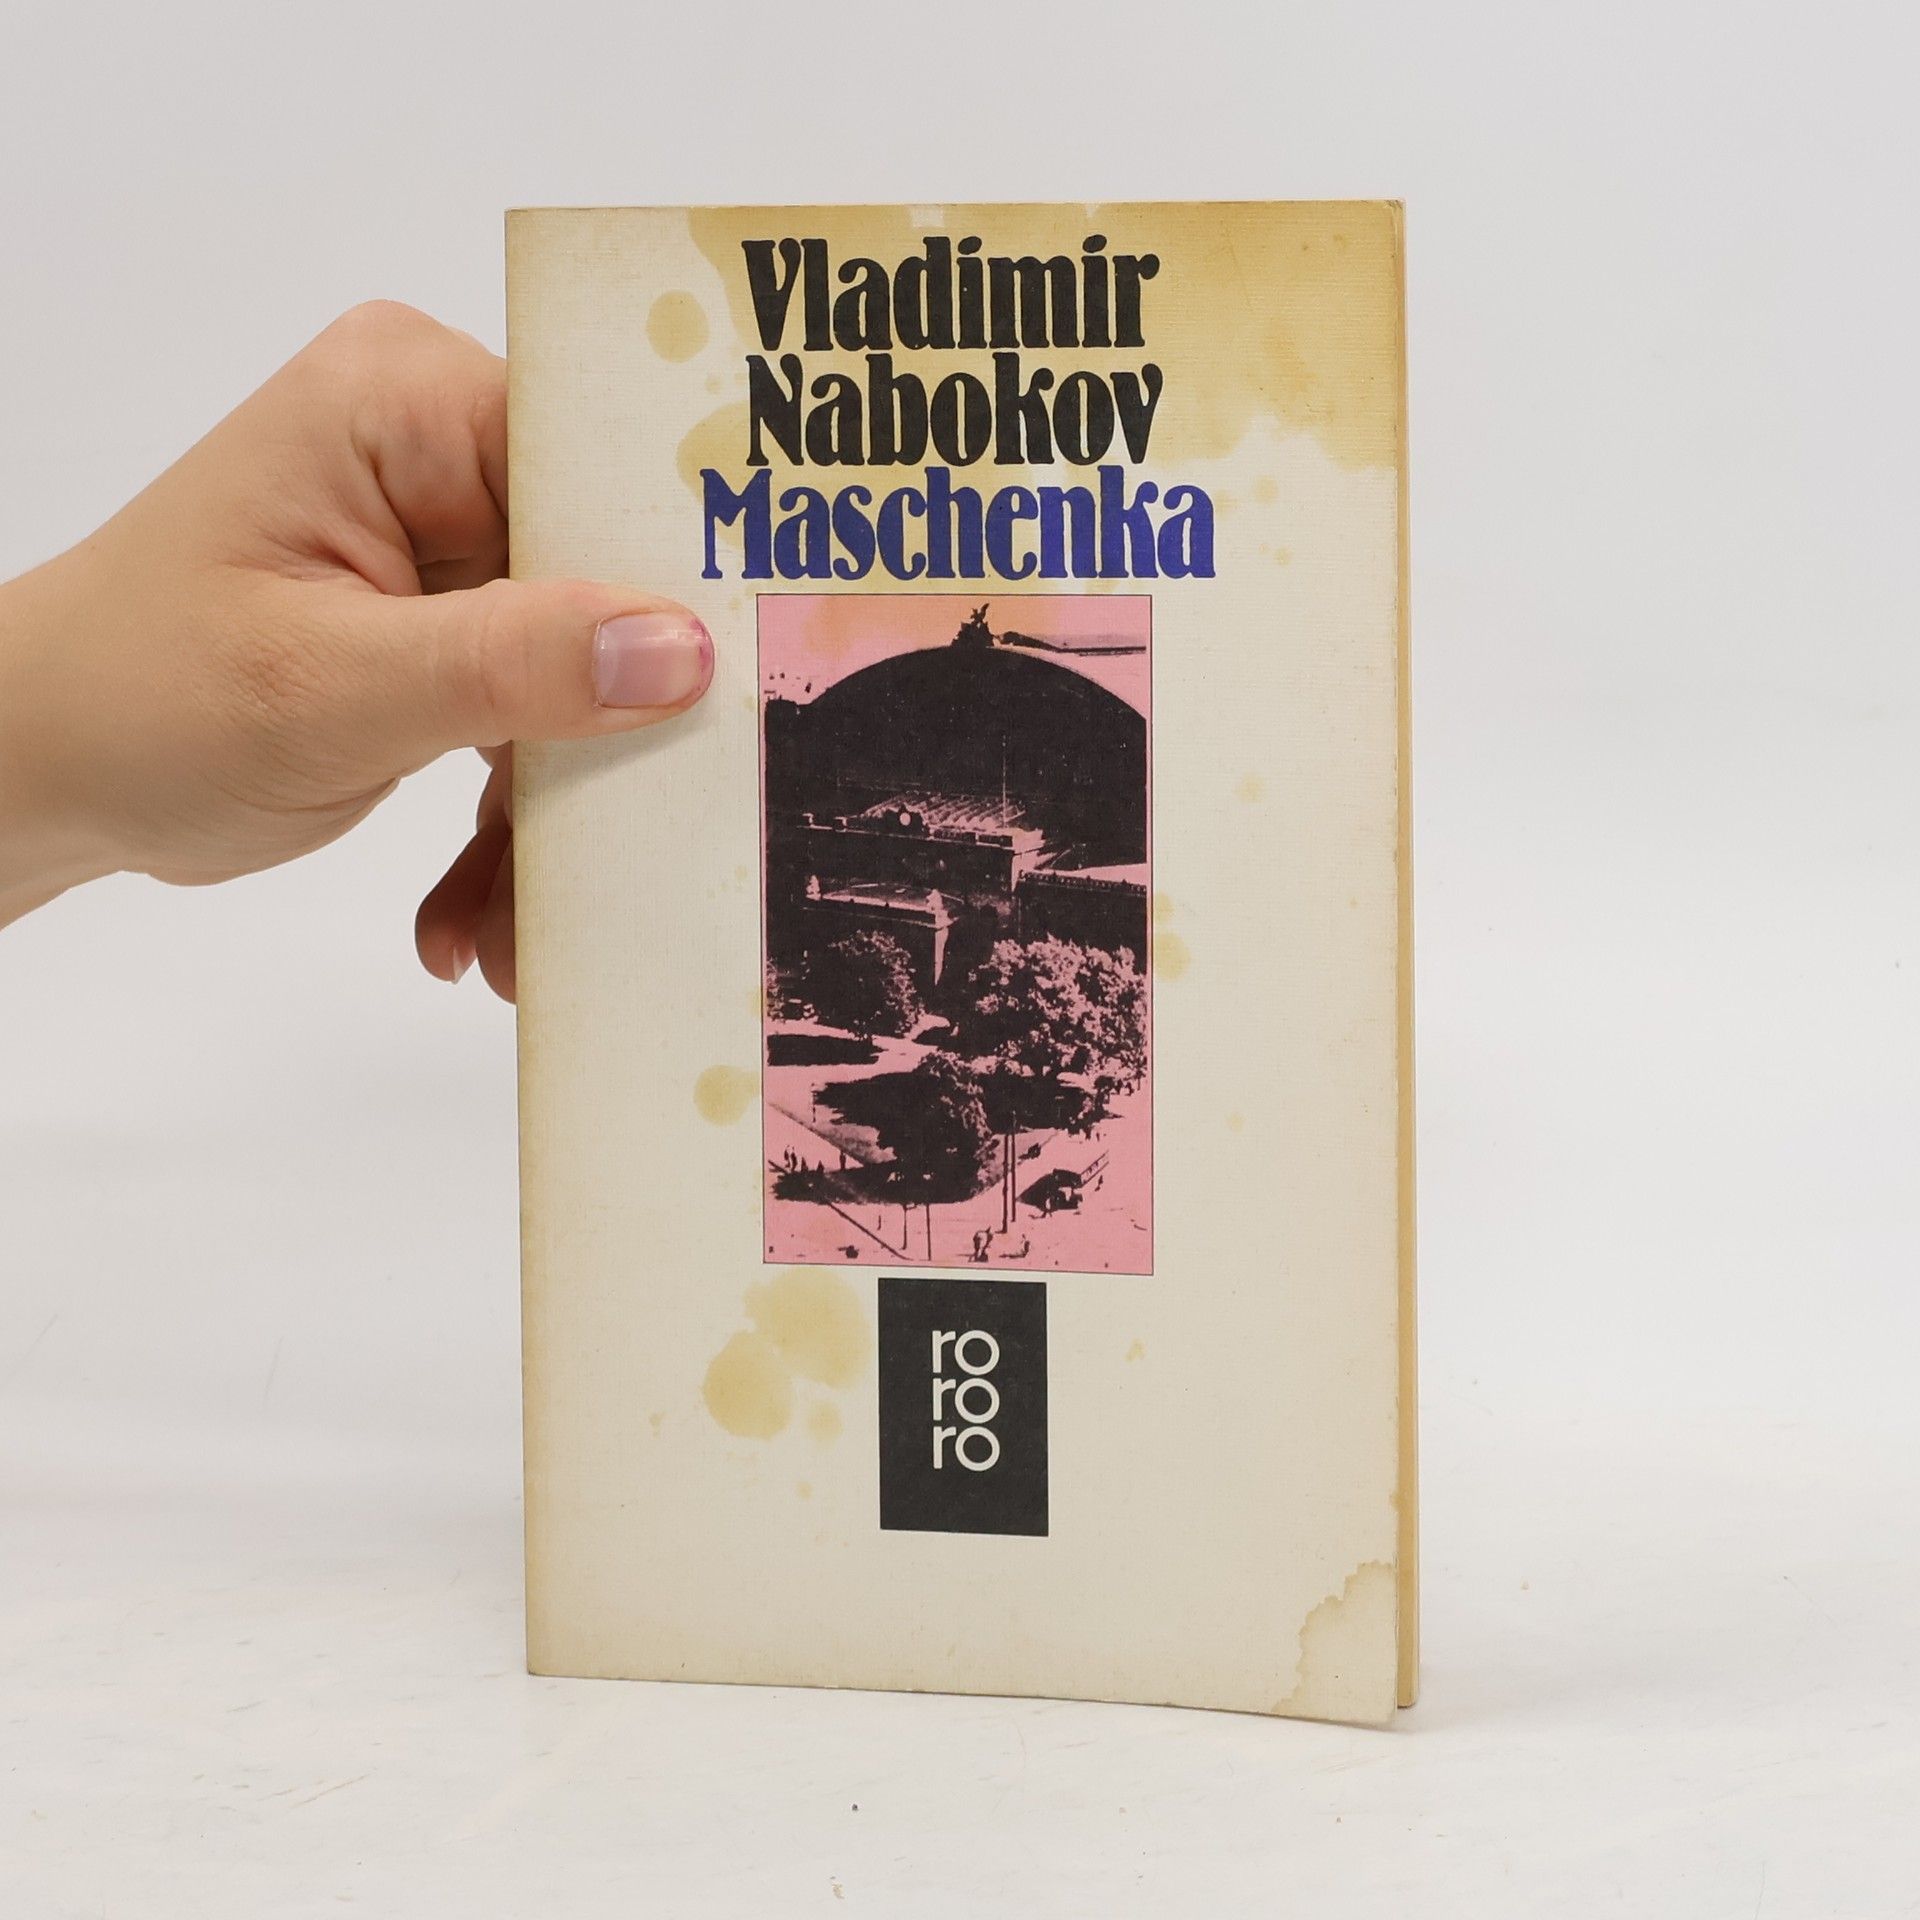 Vladimir
Nabokov
Maschenka
ro
ro
ro